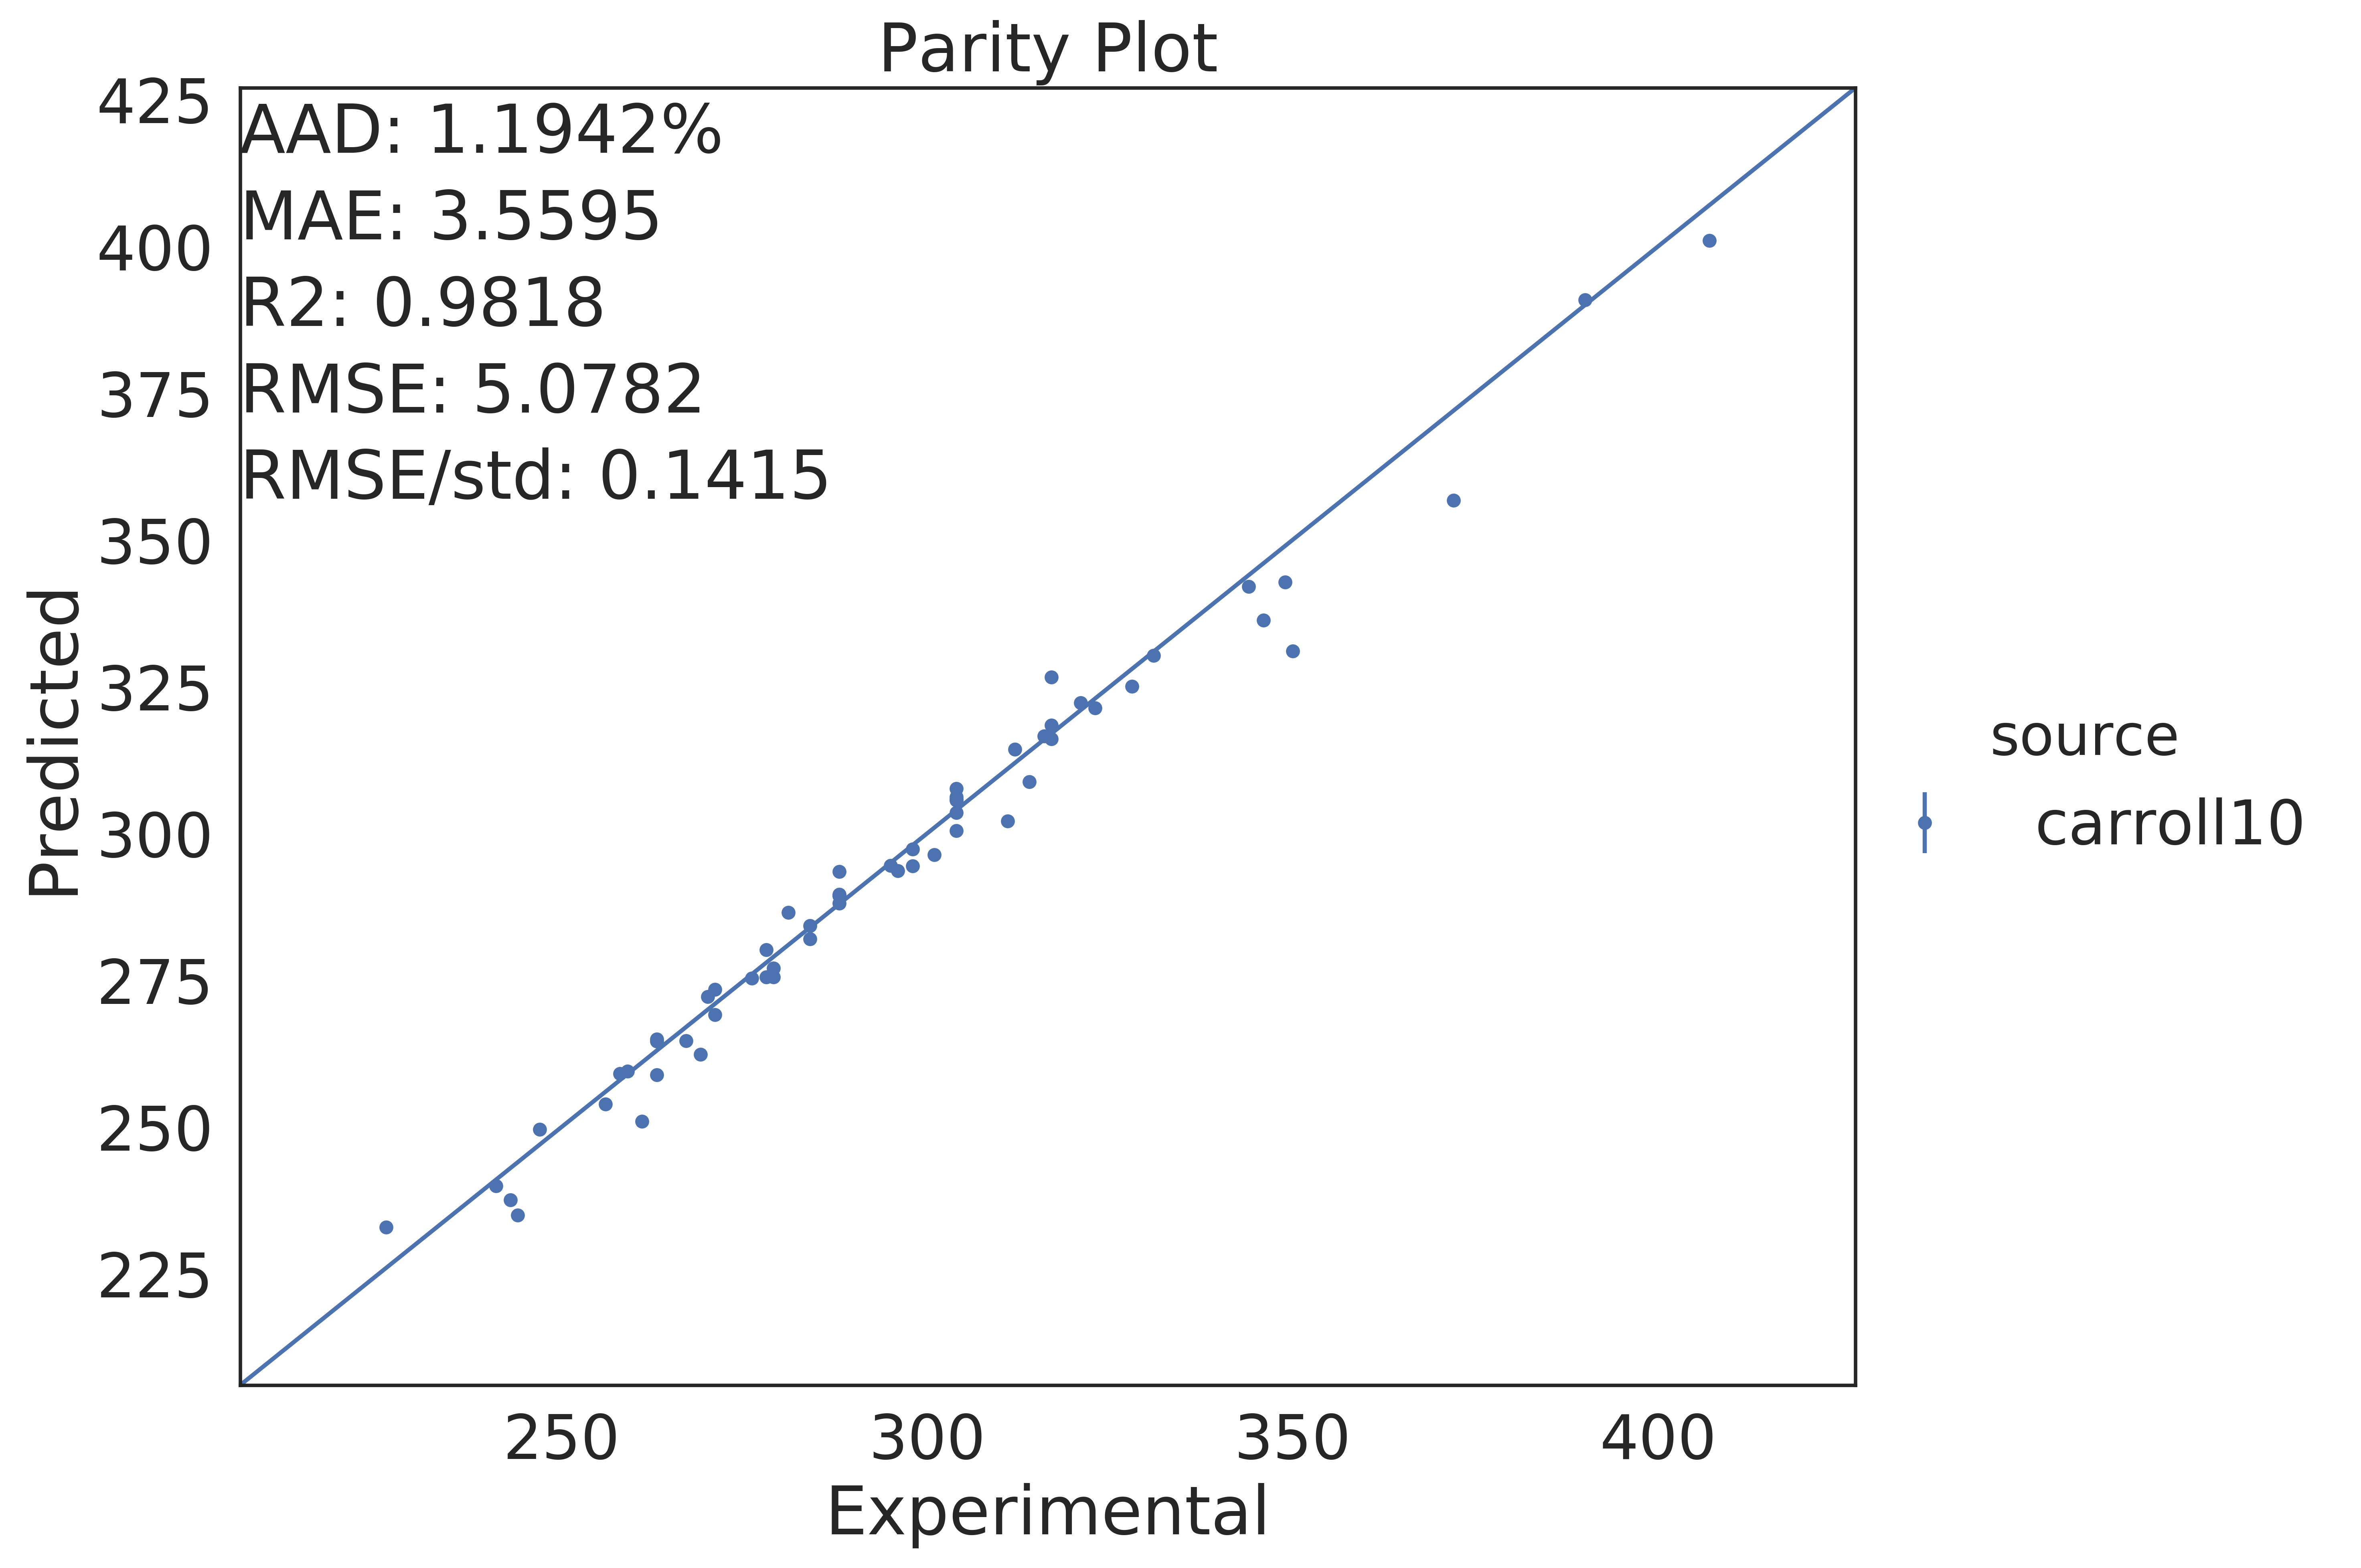 Parity Plot
AAD: 1.1942%
MAE: 3.5595
R2: 0.9818
RMSE: 5.0782
RMSE/std: 0.1415
425
400
375
350
325
300
275
250
225
Predicted
250 300 350 400
Experimental
source
carroll10